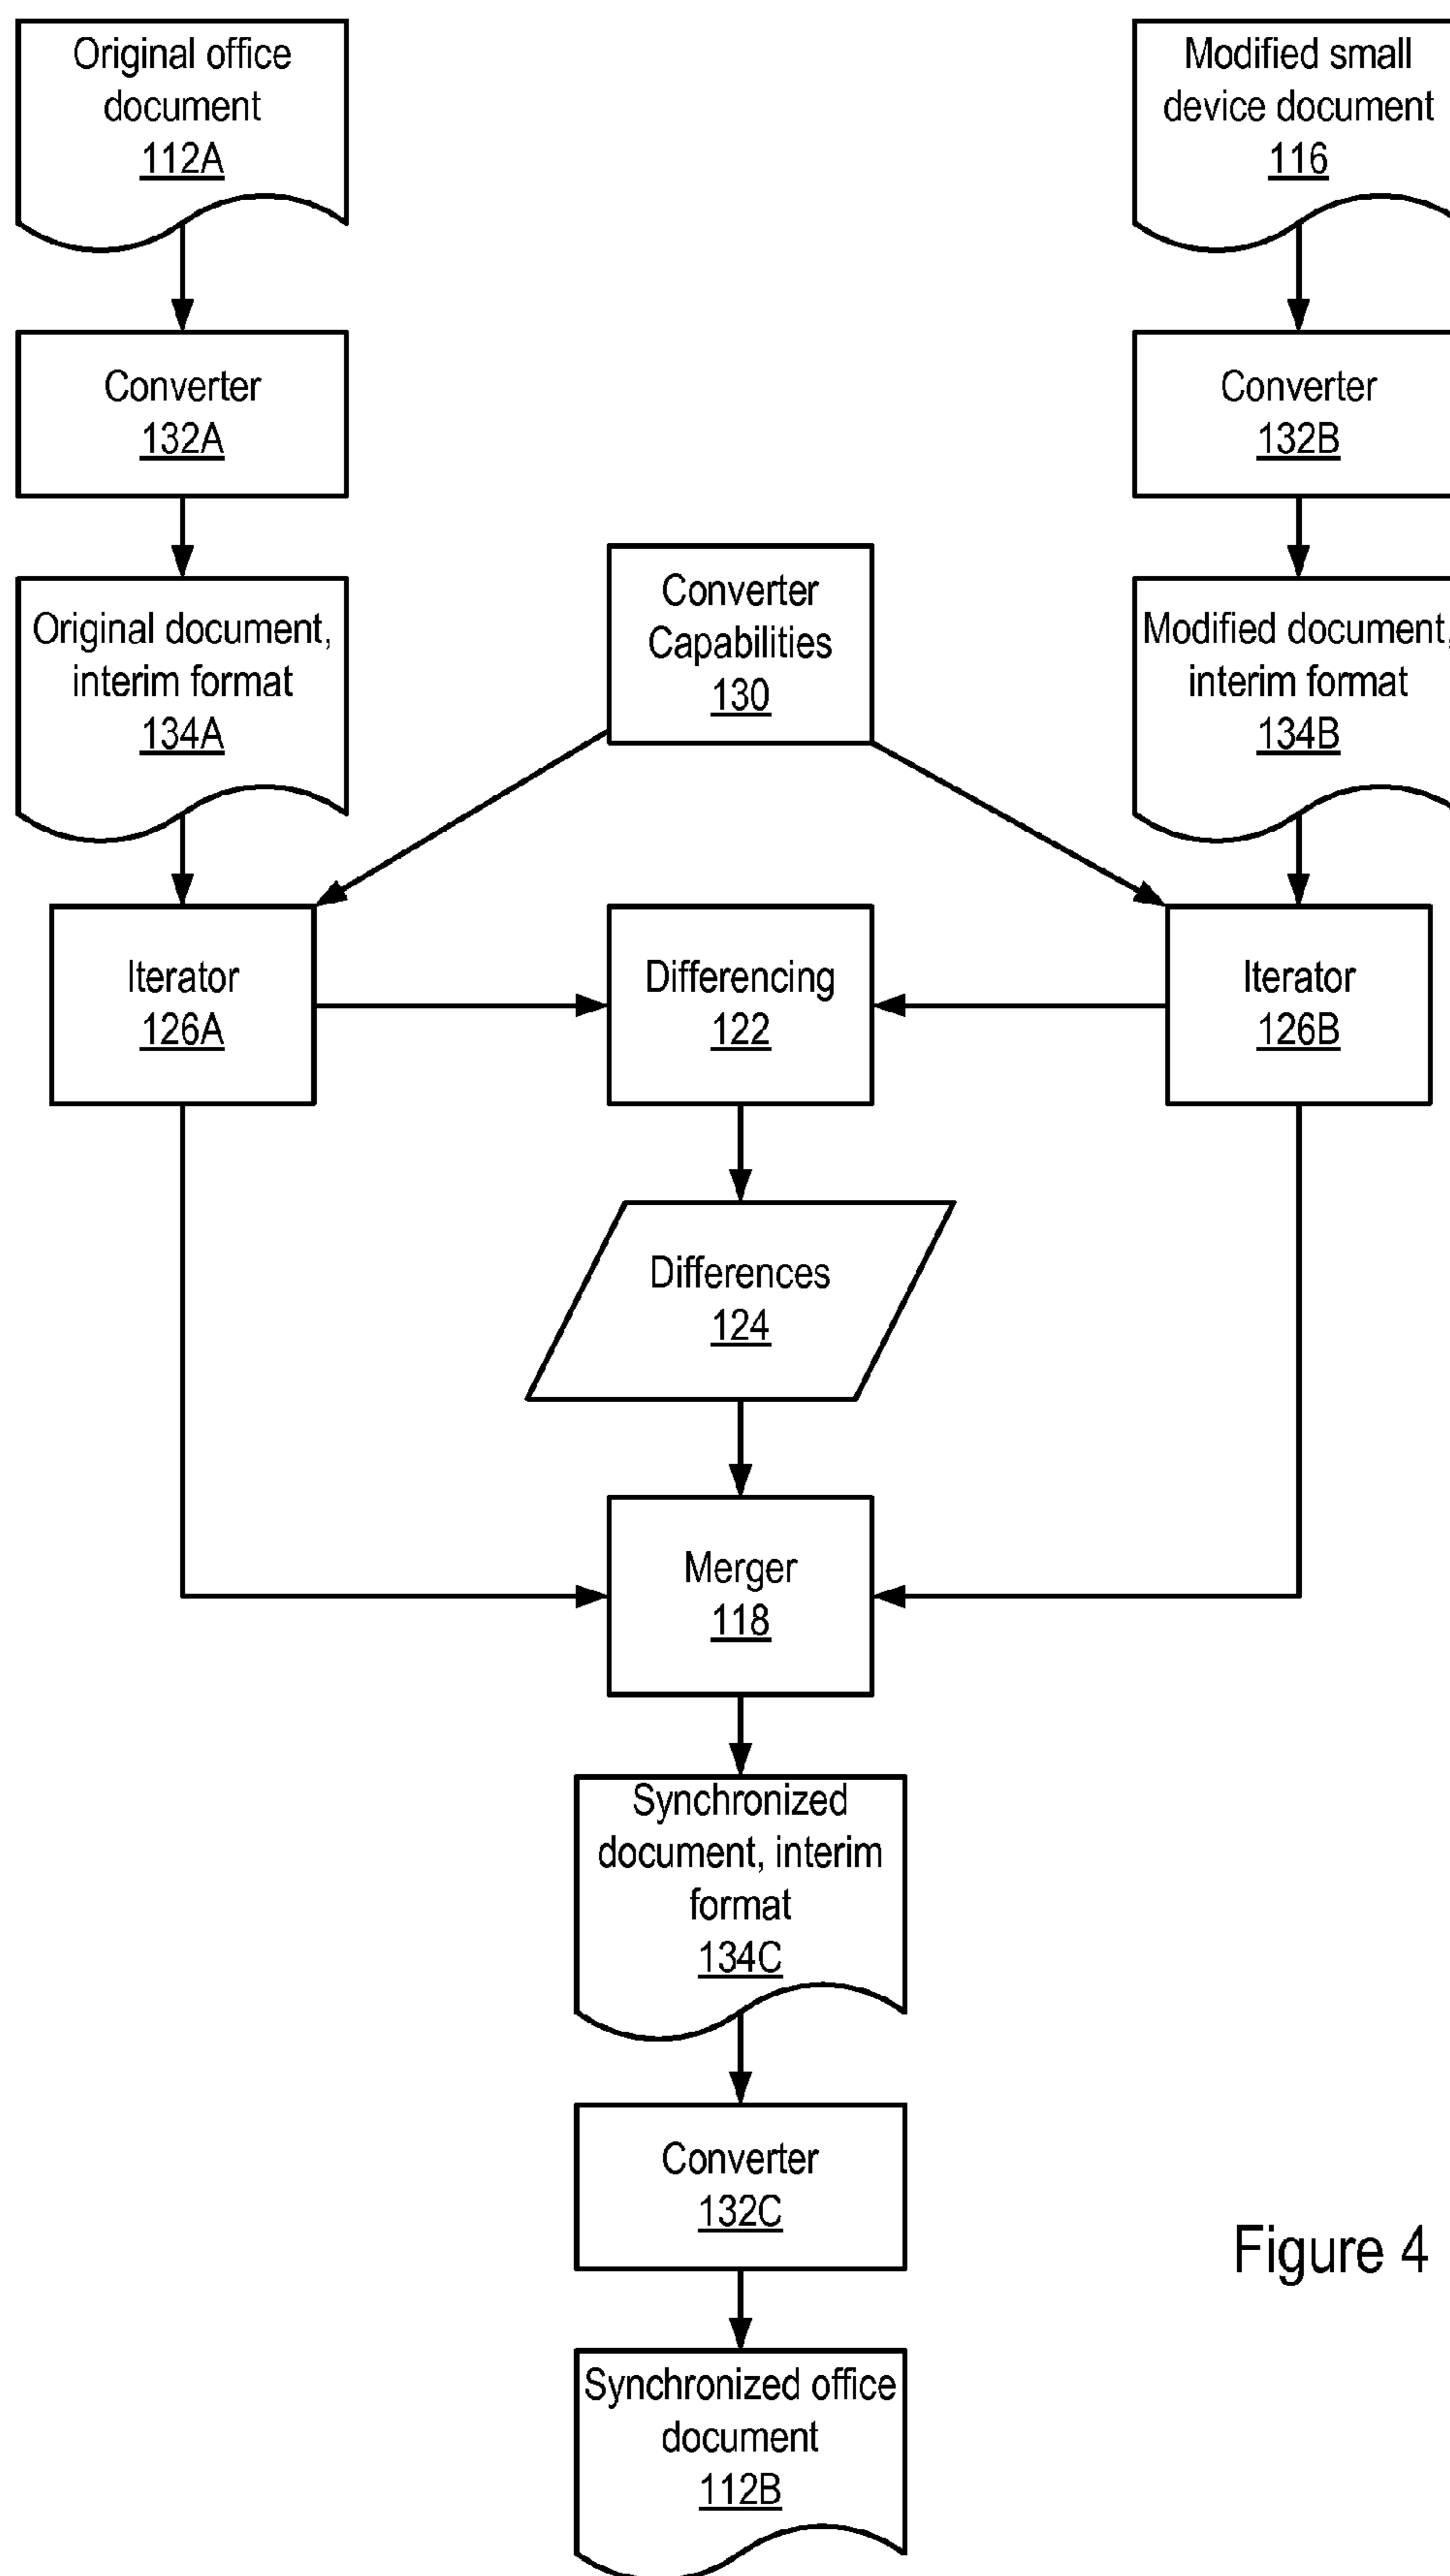 Original office
document
112A
Modified small
device document
116
Converter
132A
Converter
132B
Original document,
interim format
134A
Converter
Capabilities
130
Modified document,
interim format
134B
Iterator
126A
Differencing
122
Iterator
126B
Differences
124
Merger
118
Synchronized
document, interim
format
134C
Converter
132C
Figure 4
Synchronized office
document
112B